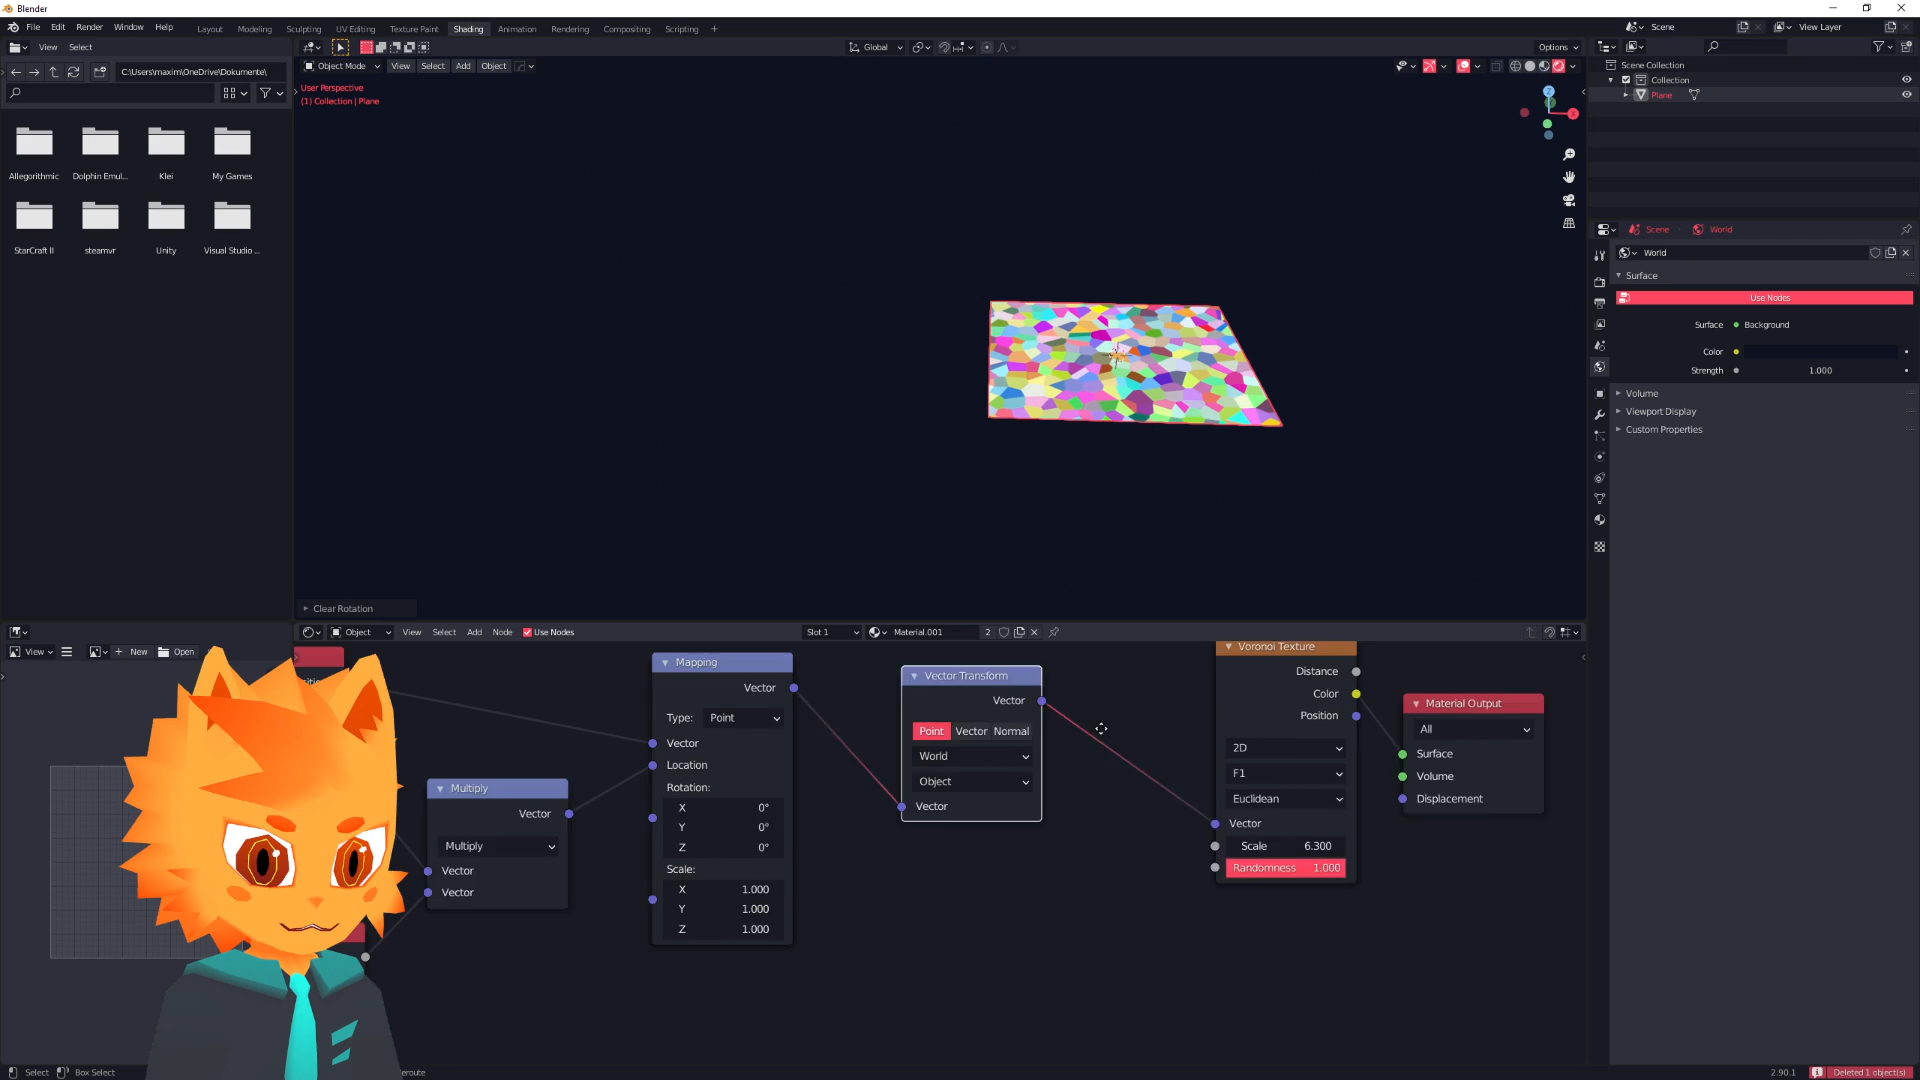 Blender
File Edit Render Window Help
Layout Modeling Sculpting UV Editing Texture Paint Shading Animation Rendering Compositing Scripting +
Scene
View Layer
View Select
Global
Options
C:\Users\maxim\OneDrive\Dokumente\
Object Mode View Select Add Object
User Perspective
(1) Collection | Plane
Scene Collection
Collection
Plane
Allegorithmic Dolphin Emul... Klei My Games
StarCraft II steamvr Unity Visual Studio ...
Z
X
Scene > World
World
Surface
Use Nodes
Surface Background
Color
Strength 1.000
Volume
Viewport Display
Custom Properties
Clear Rotation
Object View Select Add Node Use Nodes Slot 1 Material.001 2
View New Open
Mapping
Vector
Type: Point
Vector
Location
Rotation:
X 0°
Y 0°
Z 0°
Scale:
X 1.000
Y 1.000
Z 1.000
Multiply
Vector
Multiply
Vector
Vector
Vector Transform
Vector
Point Vector Normal
World
Object
Vector
Voronoi Texture
Distance
Color
Position
2D
F1
Euclidean
Vector
Scale 6.300
Randomness 1.000
Material Output
All
Surface
Volume
Displacement
Select Box Select
2.90.1 Deleted 1 object(s)